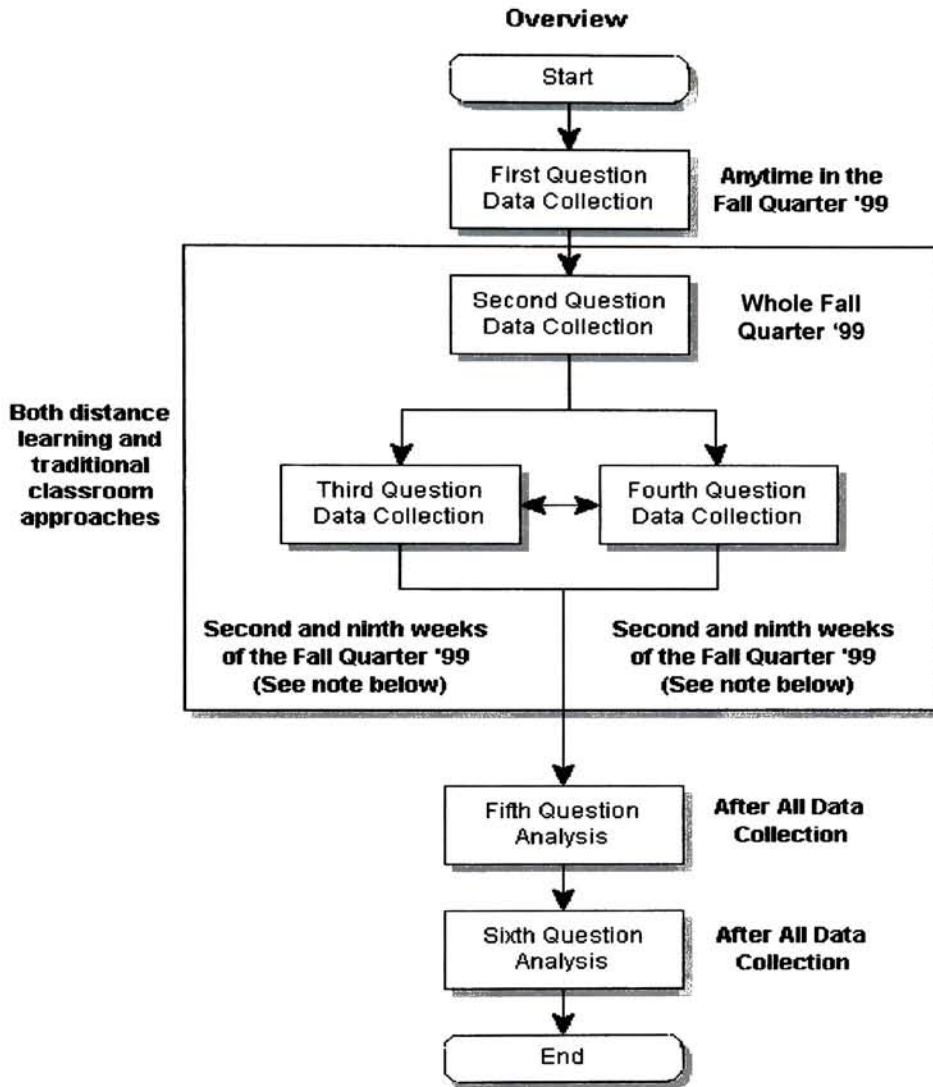 Overview
Start
First Question
Data Collection
Anytime in the
Fall Quarter '99
Second Question
Data Collection
Whole Fall
Quarter '99
Both distance
learning and
traditional
classroom
approaches
Third Question
Data Collection
Fourth Question
Data Collection
Second and ninth weeks
of the Fall Quarter '99
(See note below)
Second and ninth weeks
of the Fall Quarter '99
(See note below)
Fifth Question
Analysis
After All Data
Collection
Sixth Question
Analysis
After All Data
Collection
End